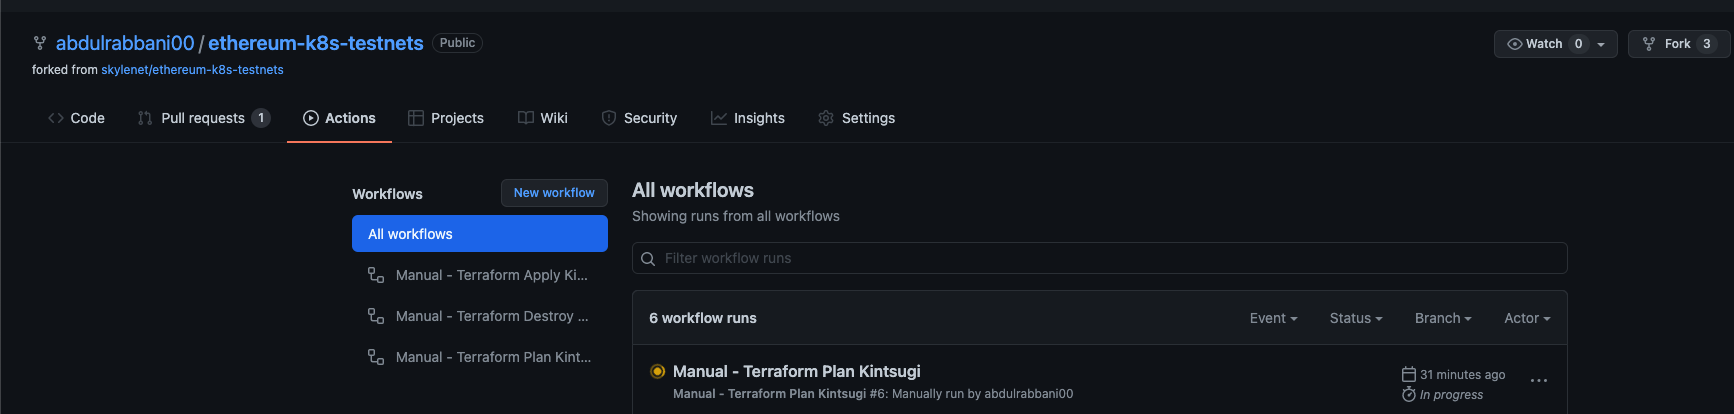 abdulrabbani00 / ethereum-k8s-testnets Public
Watch 0 Fork 3
forked from skylenet/ethereum-k8s-testnets
Code Pull requests 1 Actions Projects Wiki Security Insights Settings
Workflows New workflow
All workflows
Manual - Terraform Apply Ki...
Manual - Terraform Destroy ...
Manual - Terraform Plan Kint...
All workflows
Showing runs from all workflows
Filter workflow runs
6 workflow runs Event Status Branch Actor
Manual - Terraform Plan Kintsugi
Manual - Terraform Plan Kintsugi #6: Manually run by abdulrabbani00
31 minutes ago
In progress